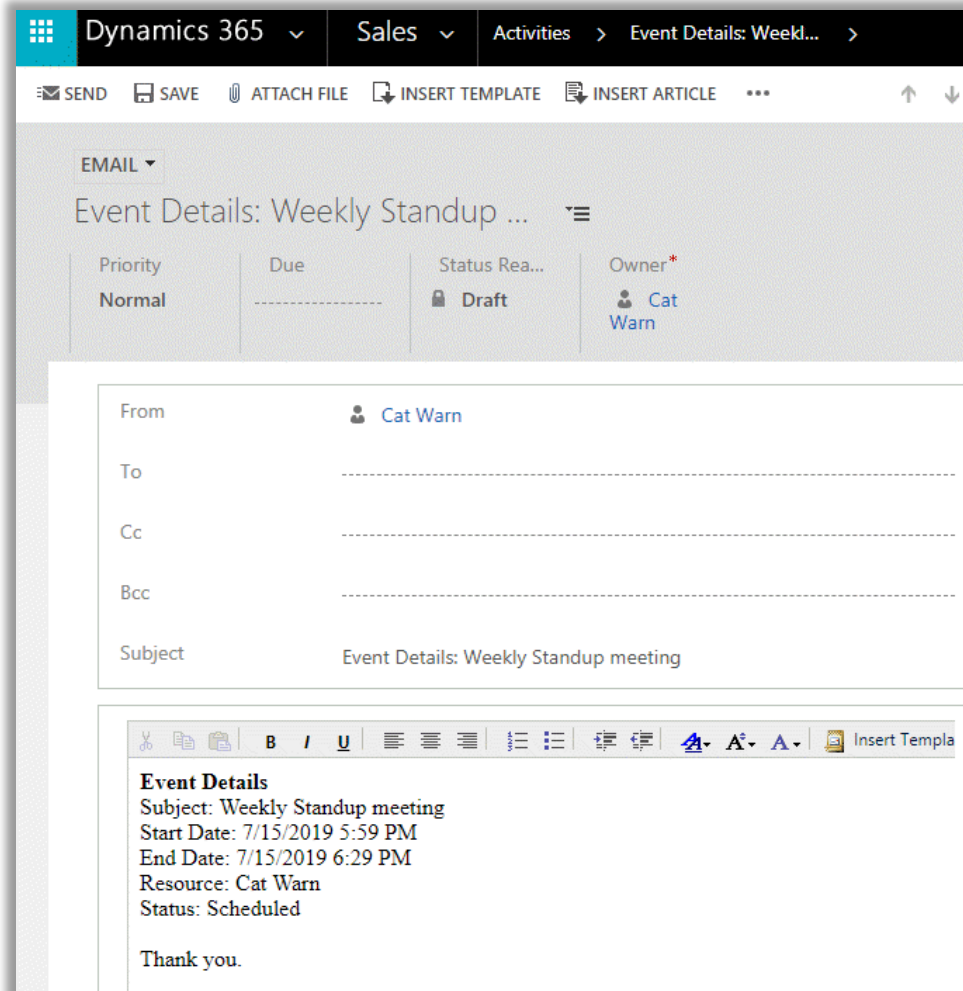 Dynamics 365 Sales Activities > Event Details: Weekl... >
SEND SAVE ATTACH FILE INSERT TEMPLATE INSERT ARTICLE ...
EMAIL
Event Details: Weekly Standup ...
Priority Due Status Rea... Owner*
Normal Draft Cat
Warn
From Cat Warn
To
Cc
Bcc
Subject Event Details: Weekly Standup meeting
B I U A A A Insert Templa
Event Details
Subject: Weekly Standup meeting
Start Date: 7/15/2019 5:59 PM
End Date: 7/15/2019 6:29 PM
Resource: Cat Warn
Status: Scheduled
Thank you.